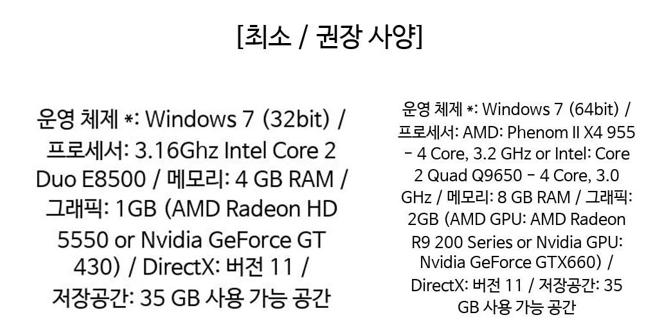 [최소 / 권장 사양]
운영 체제 *: Windows 7 (32bit) /
프로세서: 3.16Ghz Intel Core 2
Duo E8500 / 메모리: 4 GB RAM /
그래픽: 1GB (AMD Radeon HD
5550 or Nvidia GeForce GT
430) / DirectX: 버전 11 /
저장공간: 35 GB 사용 가능 공간
운영 체제 *: Windows 7 (64bit) /
프로세서: AMD: Phenom II X4 955
– 4 Core, 3.2 GHz or Intel: Core
2 Quad Q9650 – 4 Core, 3.0
GHz / 메모리: 8 GB RAM / 그래픽:
2GB (AMD GPU: AMD Radeon
R9 200 Series or Nvidia GPU:
Nvidia GeForce GTX660) /
DirectX: 버전 11 / 저장공간: 35
GB 사용 가능 공간